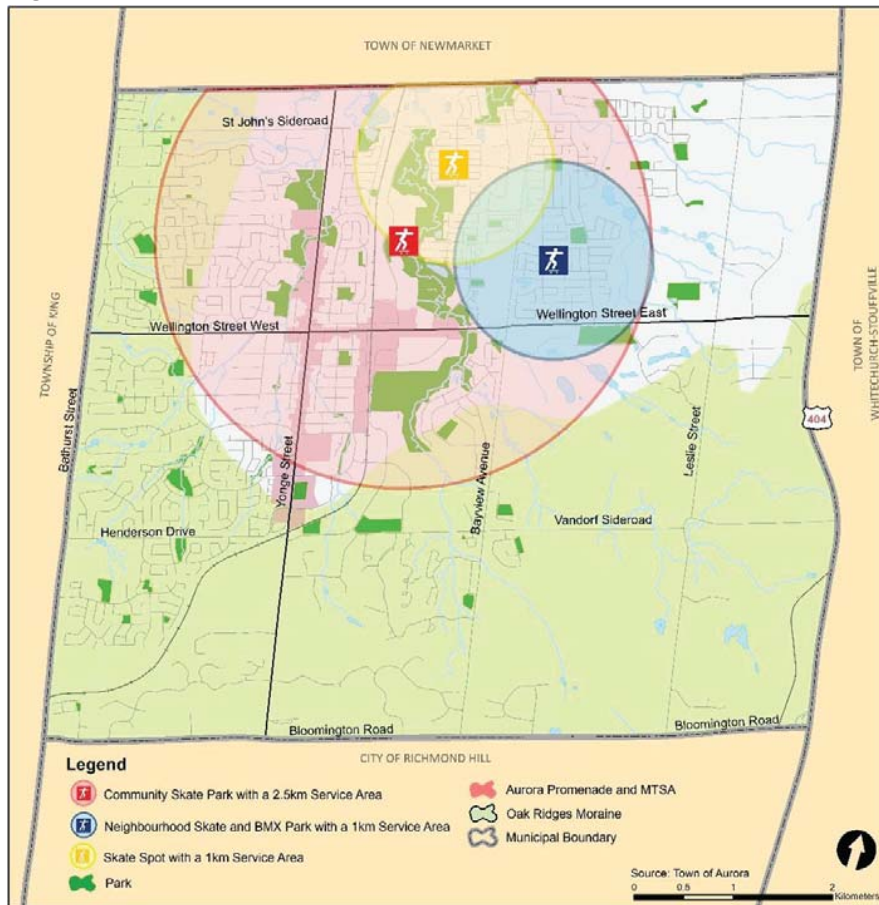 TOWN OF NEWMARKET
St John's Sideroad
TOWNSHIP OF KING
Wellington Street West
Wellington Street East
TOWN OF
WHITECHURCH-STOUFFVILLE
Bathurst Street
Yonge Street
Bayview Avenue
Leslie Street
404
Henderson Drive
Vandorf Sideroad
Bloomington Road
Bloomington Road
CITY OF RICHMOND HILL
Legend
Community Skate Park with a 2.5km Service Area
Neighbourhood Skate and BMX Park with a 1km Service Area
Skate Spot with a 1km Service Area
Park
Aurora Promenade and MTSA
Oak Ridges Moraine
Municipal Boundary
Source: Town of Aurora
0 0.5 1 2
Kilometers